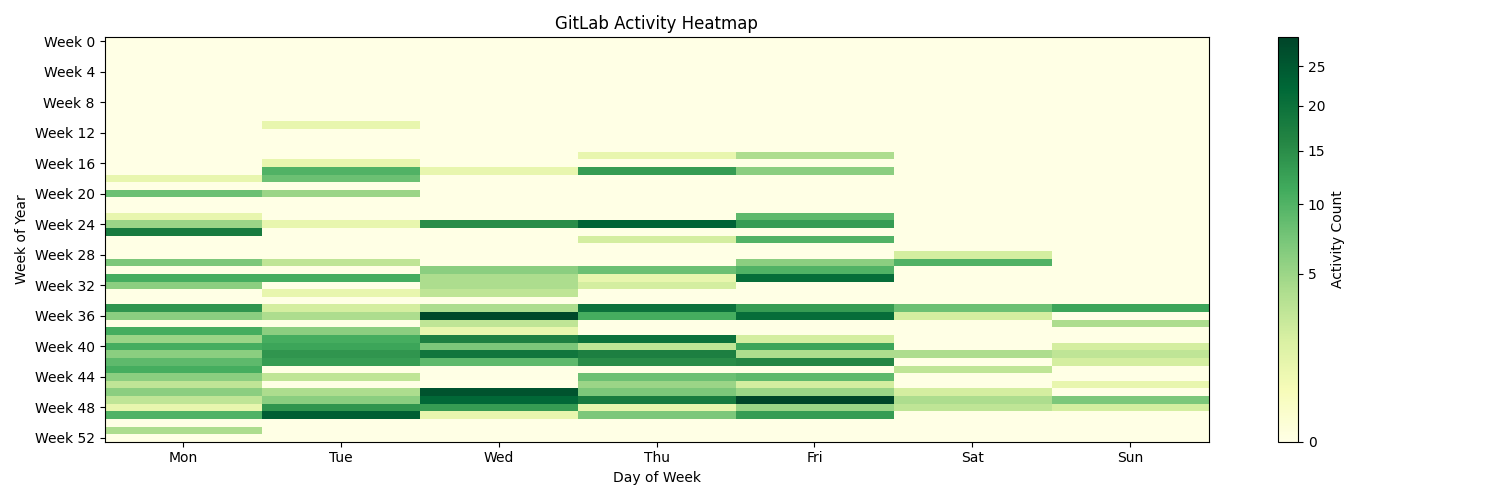 GitLab Activity Heatmap
Week of Year
Week 0
Week 4
Week 8
Week 12
Week 16
Week 20
Week 24
Week 28
Week 32
Week 36
Week 40
Week 44
Week 48
Week 52
Mon Tue Wed Thu Fri Sat Sun
Day of Week
25
20
15
10
5
0
Activity Count